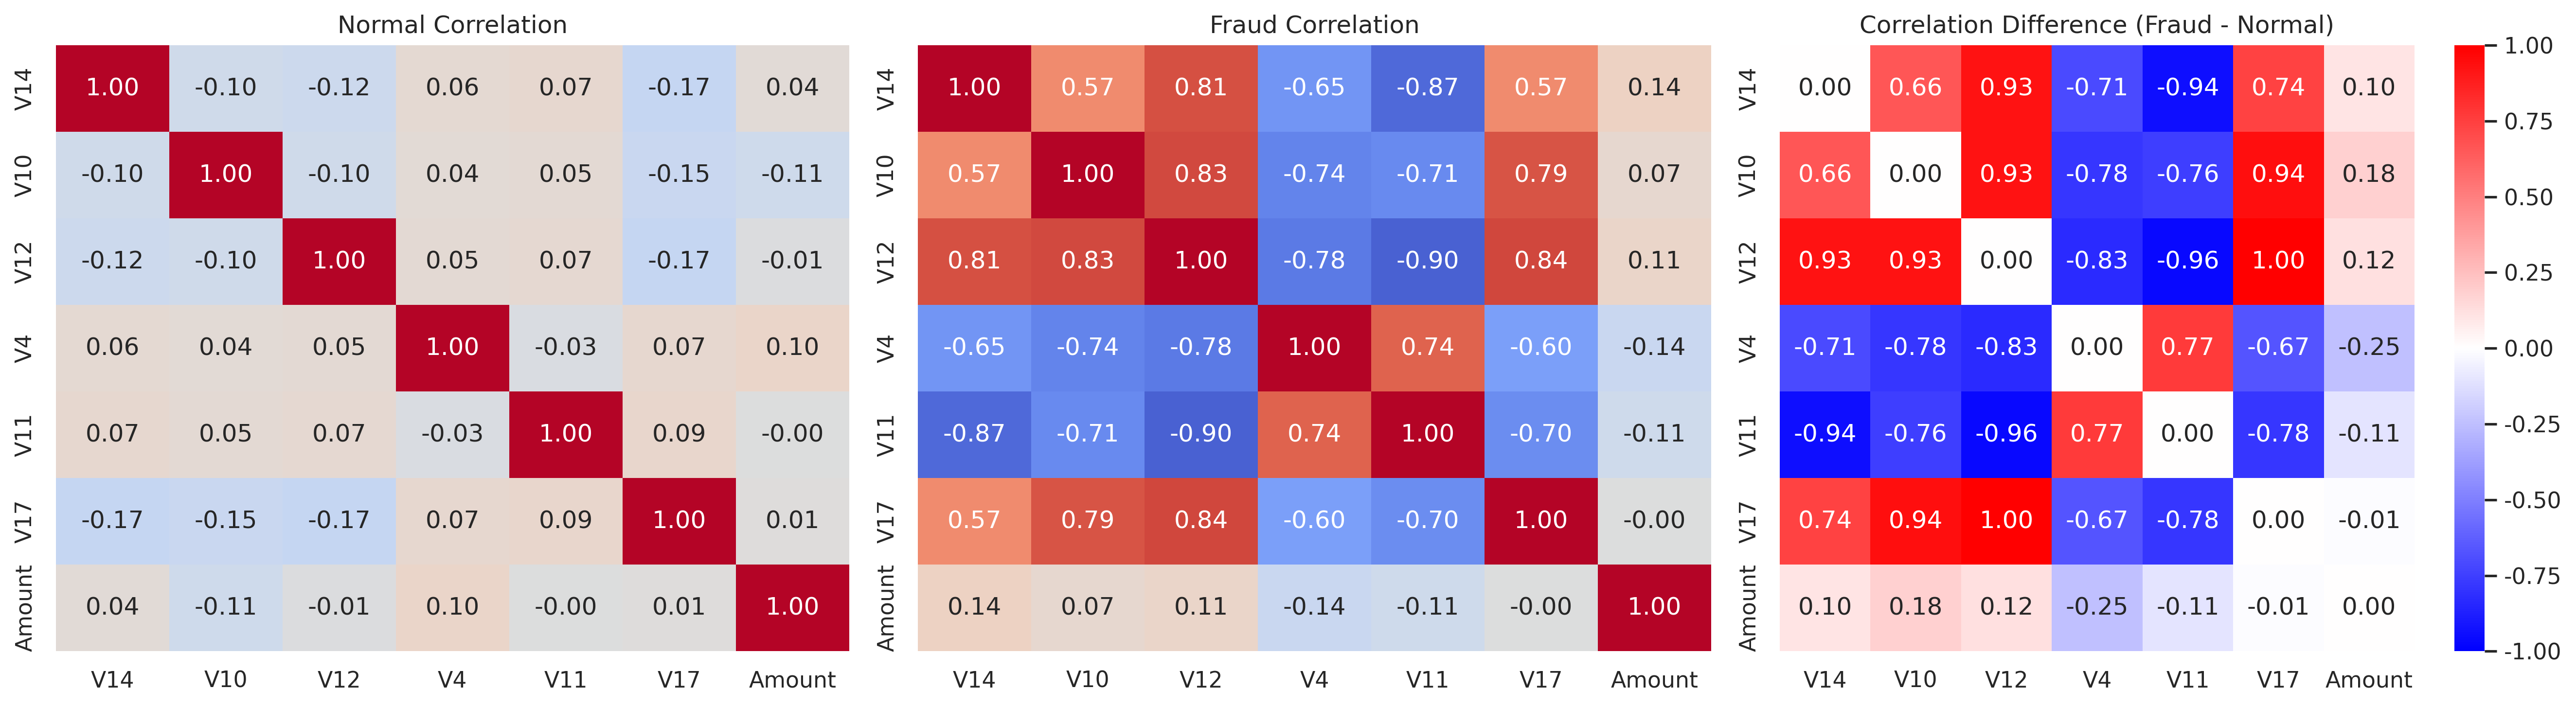 Normal Correlation
V14 1.00 -0.10 -0.12 0.06 0.07 -0.17 0.04
V10 -0.10 1.00 -0.10 0.04 0.05 -0.15 -0.11
V12 -0.12 -0.10 1.00 0.05 0.07 -0.17 -0.01
V4 0.06 0.04 0.05 1.00 -0.03 0.07 0.10
V11 0.07 0.05 0.07 -0.03 1.00 0.09 -0.00
V17 -0.17 -0.15 -0.17 0.07 0.09 1.00 0.01
Amount 0.04 -0.11 -0.01 0.10 -0.00 0.01 1.00
V14 V10 V12 V4 V11 V17 Amount
Fraud Correlation
V14 1.00 0.57 0.81 -0.65 -0.87 0.57 0.14
V10 0.57 1.00 0.83 -0.74 -0.71 0.79 0.07
V12 0.81 0.83 1.00 -0.78 -0.90 0.84 0.11
V4 -0.65 -0.74 -0.78 1.00 0.74 -0.60 -0.14
V11 -0.87 -0.71 -0.90 0.74 1.00 -0.70 -0.11
V17 0.57 0.79 0.84 -0.60 -0.70 1.00 -0.00
Amount 0.14 0.07 0.11 -0.14 -0.11 -0.00 1.00
V14 V10 V12 V4 V11 V17 Amount
Correlation Difference (Fraud - Normal)
V14 0.00 0.66 0.93 -0.71 -0.94 0.74 0.10
V10 0.66 0.00 0.93 -0.78 -0.76 0.94 0.18
V12 0.93 0.93 0.00 -0.83 -0.96 1.00 0.12
V4 -0.71 -0.78 -0.83 0.00 0.77 -0.67 -0.25
V11 -0.94 -0.76 -0.96 0.77 0.00 -0.78 -0.11
V17 0.74 0.94 1.00 -0.67 -0.78 0.00 -0.01
Amount 0.10 0.18 0.12 -0.25 -0.11 -0.01 0.00
V14 V10 V12 V4 V11 V17 Amount
1.00
0.75
0.50
0.25
0.00
-0.25
-0.50
-0.75
-1.00